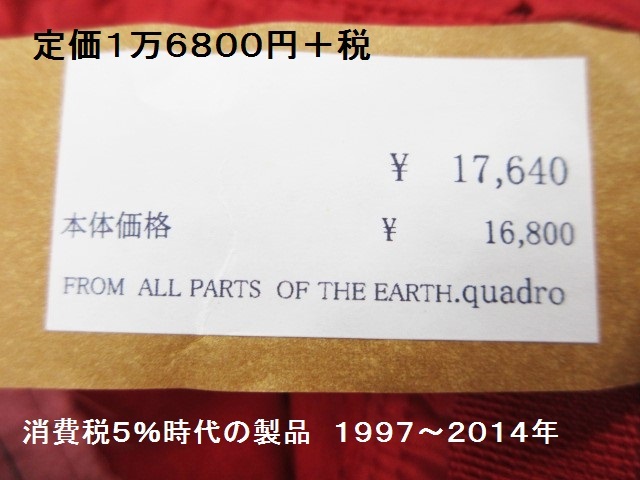 定価1万6800円＋税
¥ 17,640
本体価格 ¥ 16,800
FROM ALL PARTS OF THE EARTH.quadro
消費税5%時代の製品 1997～2014年